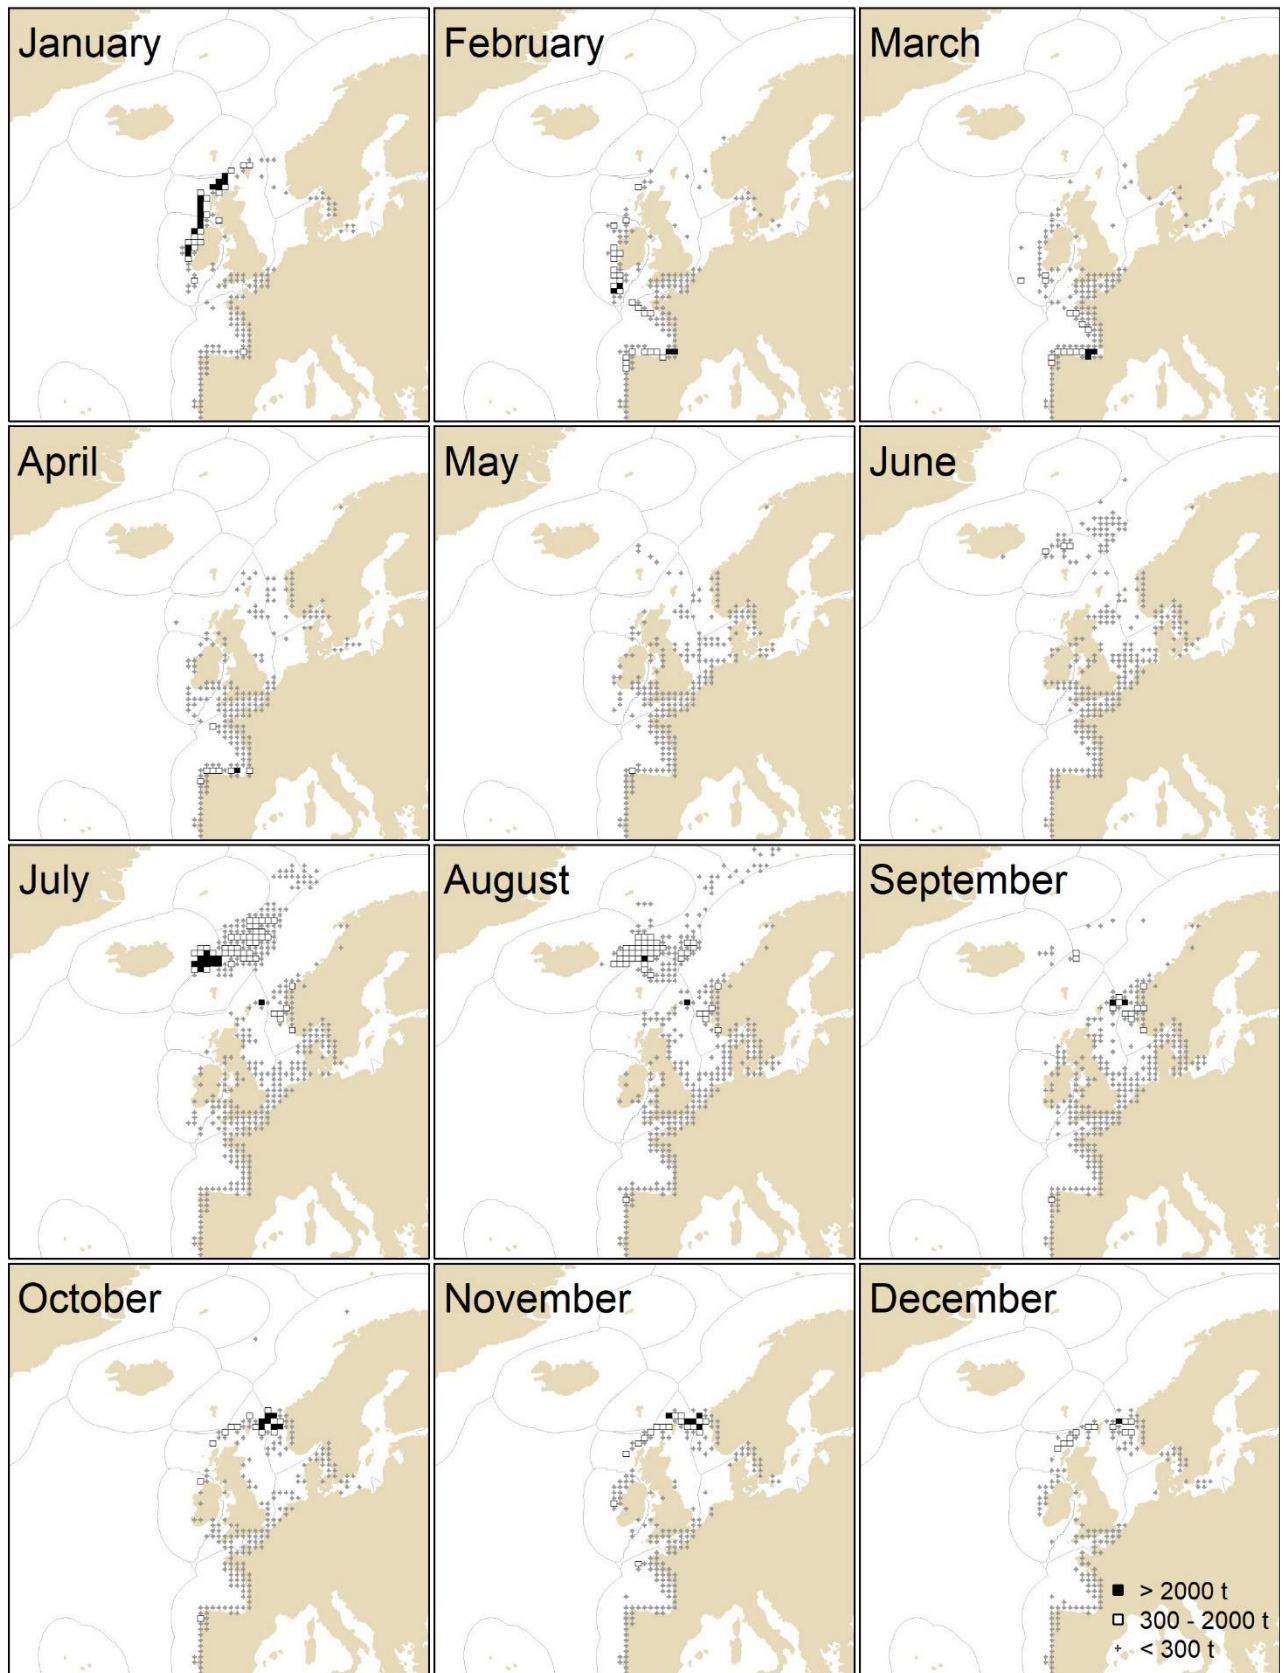 January
February
March
April
May
June
July
August
September
October
November
December
> 2000 t
300 - 2000 t
< 300 t